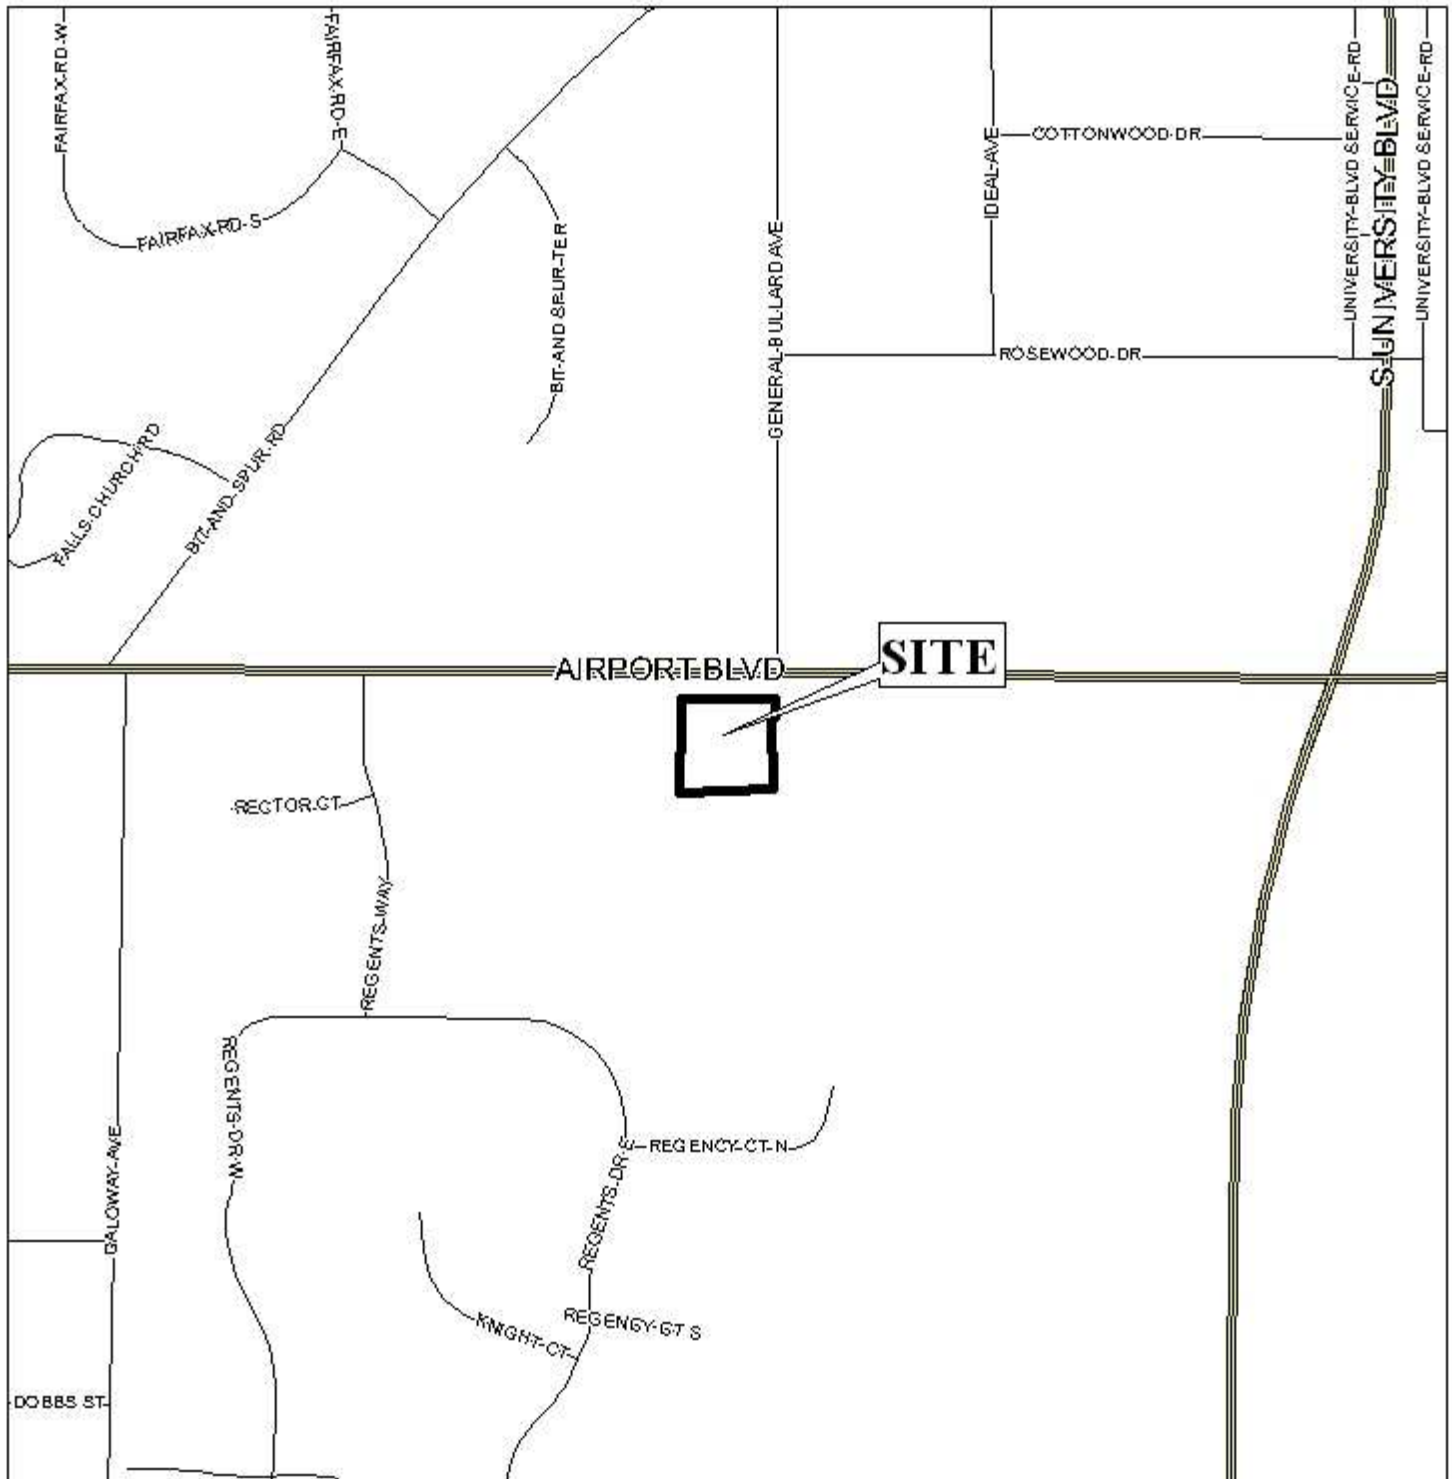 FAIRFAX-RD-W
FAIRFAX-RD-E
FAIRFAX-RD-S
BIT-AND SPUR-TER
GENERAL-BULLARD AVE
IDEAL-AVE
COTTONWOOD-DR
UNIVERSITY-BLVD SERVICE-RD
S UNIVERSITY-BLVD
UNIVERSITY-BLVD SERVICE-RD
ROSEWOOD-DR
FALLS-CHURCH RD
BIT-AND-SPUR-RD
AIRPORT BLVD
SITE
RECTOR CT
REGENTS-WAY
REGENTS-DR-W
GALOWAY-AVE
REGENTS-DR-E
REGENCY-CT-N
KNIGHT-CT
REGENCY-CT S
DOBBS ST